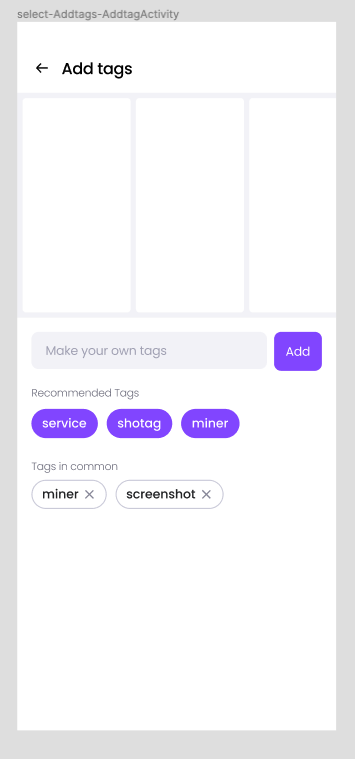 select-Addtags-AddtagActivity
Add tags
Make your own tags
Add
Recommended Tags
service shotag miner
Tags in common
miner screenshot